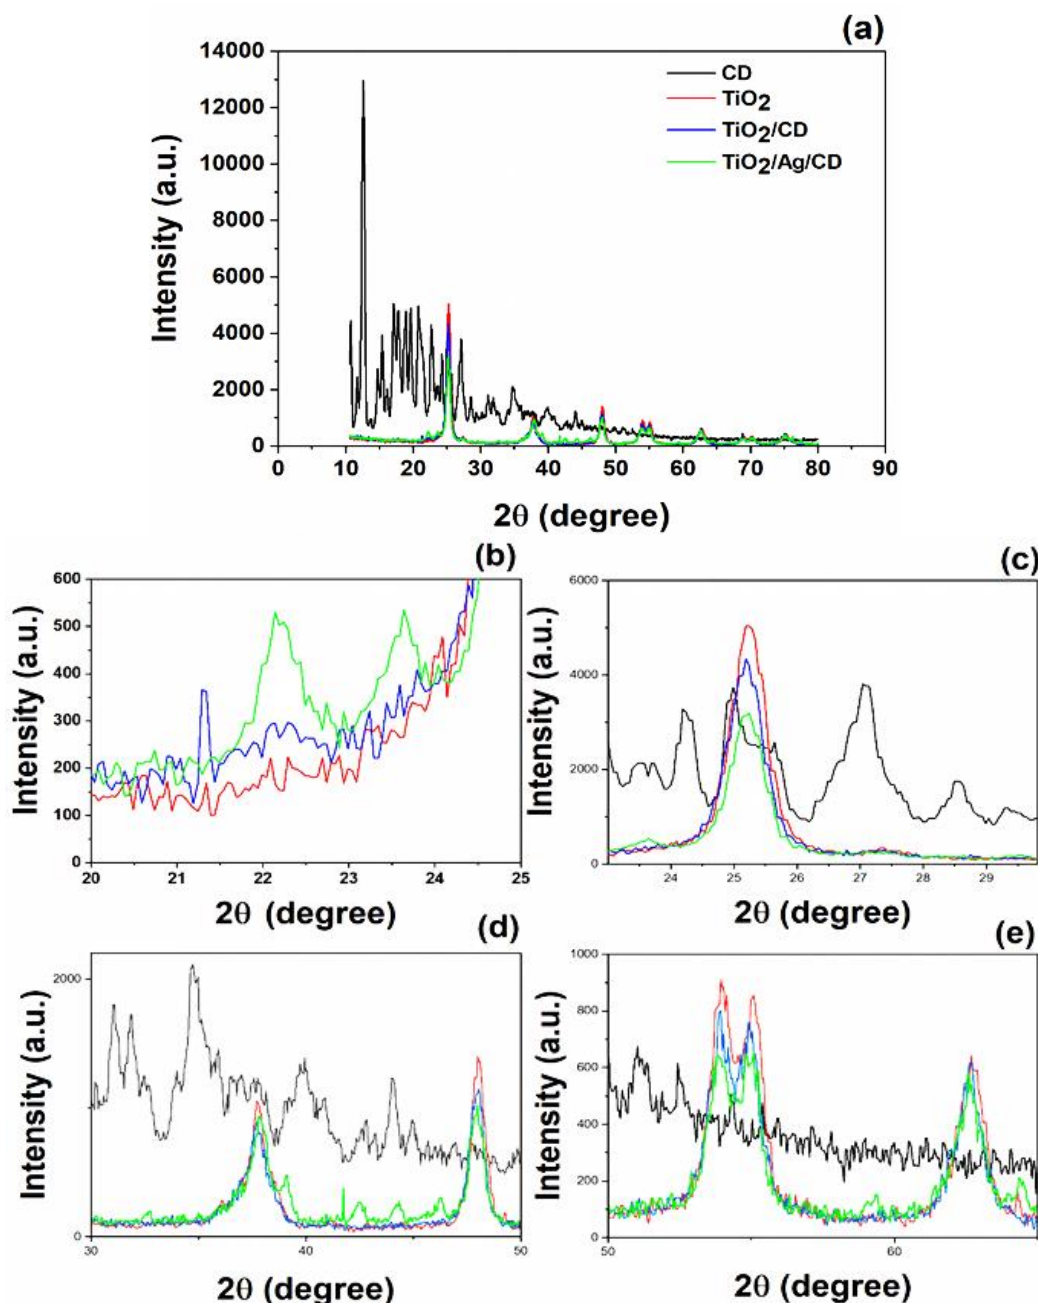 (a)
14000
12000
10000
8000
6000
4000
2000
0
0 10 20 30 40 50 60 70 80 90
Intensity (a.u.)
2θ (degree)
CD
TiO2
TiO2/CD
TiO2/Ag/CD
(b)
600
500
400
300
200
100
0
20 21 22 23 24 25
Intensity (a.u.)
2θ (degree)
(c)
6000
4000
2000
0
24 25 26 27 28 29
Intensity (a.u.)
2θ (degree)
(d)
2000
0
30 40 50
Intensity (a.u.)
2θ (degree)
(e)
1000
800
600
400
200
0
50 60
Intensity (a.u.)
2θ (degree)